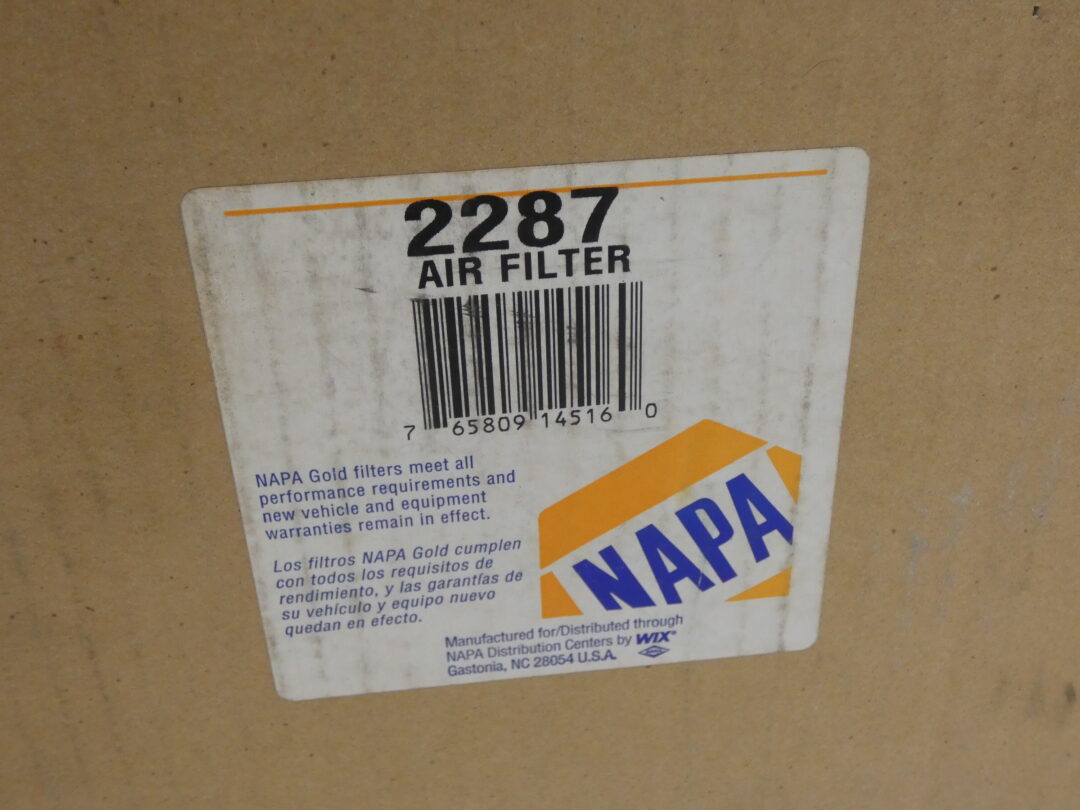 2287
AIR FILTER
7 65809 14516 0
NAPA Gold filters meet all
performance requirements and
new vehicle and equipment
warranties remain in effect.
Los filtros NAPA Gold cumplen
con todos los requisitos de
rendimiento, y las garantías de
su vehículo y equipo nuevo
quedan en efecto.
NAPA
Manufactured for/Distributed through
NAPA Distribution Centers by WIX®
Gastonia, NC 28054 U.S.A.